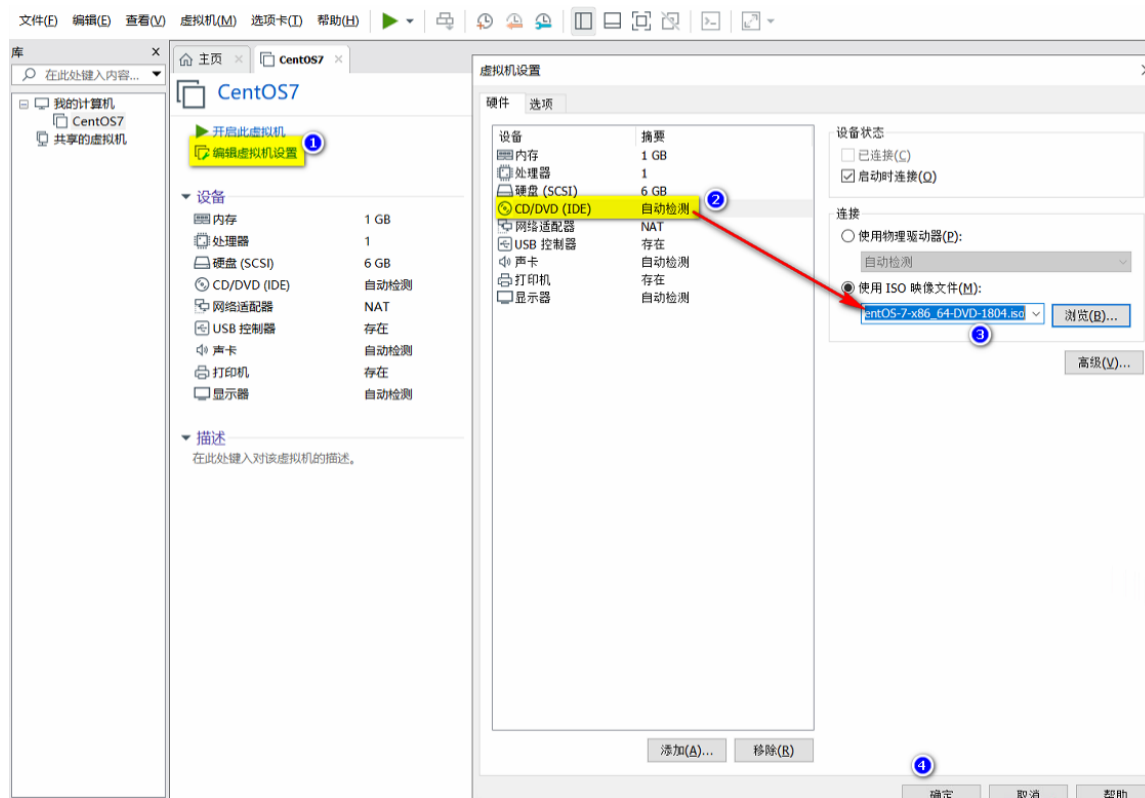 文件(F) 编辑(E) 查看(V) 虚拟机(M) 选项卡(T) 帮助(H)
库
在此处键入内容...
我的计算机
CentOS7
共享的虚拟机
主页
CentOS7
CentOS7
开启此虚拟机
编辑虚拟机设置
1
设备
内存 1 GB
处理器 1
硬盘 (SCSI) 6 GB
CD/DVD (IDE) 自动检测
网络适配器 NAT
USB 控制器 存在
声卡 自动检测
打印机 存在
显示器 自动检测
描述
在此处键入对该虚拟机的描述。
虚拟机设置
硬件 选项
设备 摘要
内存 1 GB
处理器 1
硬盘 (SCSI) 6 GB
CD/DVD (IDE) 自动检测
2
网络适配器 NAT
USB 控制器 存在
声卡 自动检测
打印机 存在
显示器 自动检测
添加(A)... 移除(R)
设备状态
已连接(C)
启动时连接(O)
连接
使用物理驱动器(P):
自动检测
使用 ISO 映像文件(M):
entOS-7-x86_64-DVD-1804.iso 浏览(B)...
3
高级(V)...
4
确定 取消 帮助